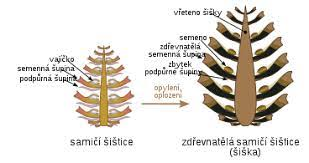 vřeteno šišky
semeno
zdřevnatělá
semenná šupina
zbytek
podpůrné šupiny
vajíčko
semenná šupina
podpůrná šupina
opylení,
oplození
samičí šištice
zdřevnatělá samičí šištice
(šiška)